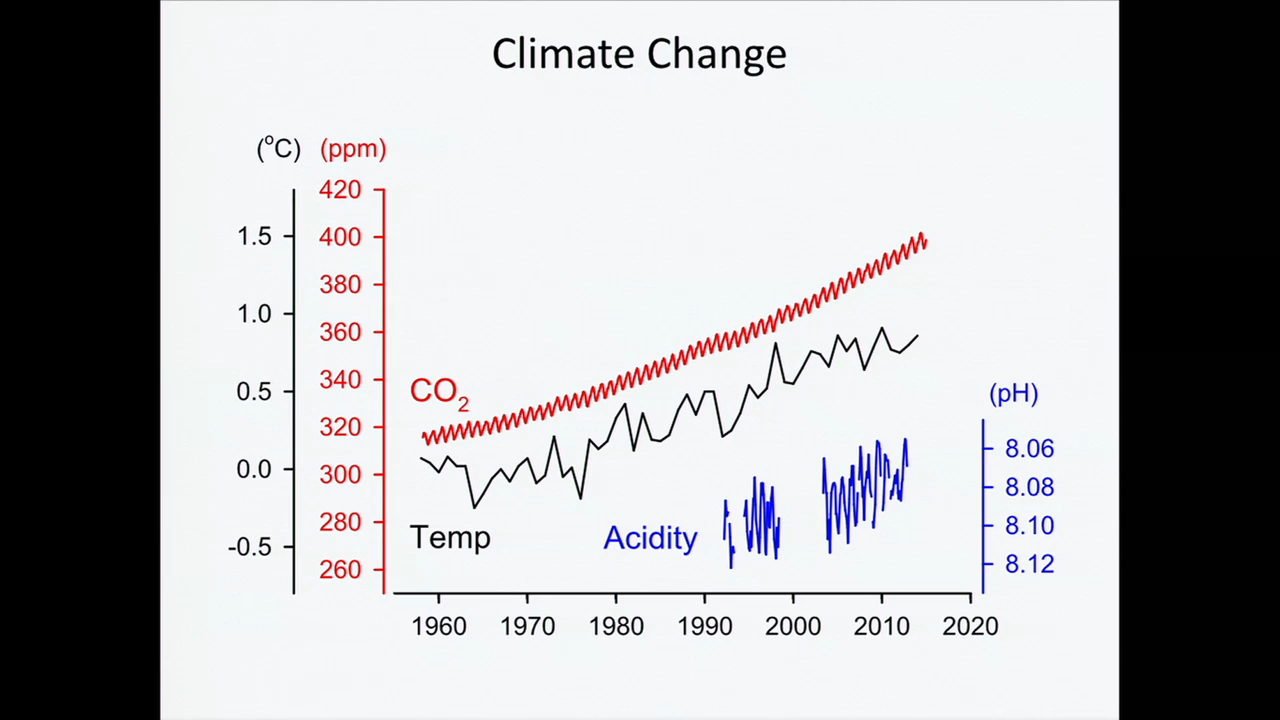 Climate Change
(°C) (ppm)
420
1.5 400
380
1.0
360
0.5 340
CO2
(pH)
320
8.06
0.0 300
8.08
280
Temp
Acidity
8.10
-0.5
260
8.12
1960 1970 1980 1990 2000 2010 2020